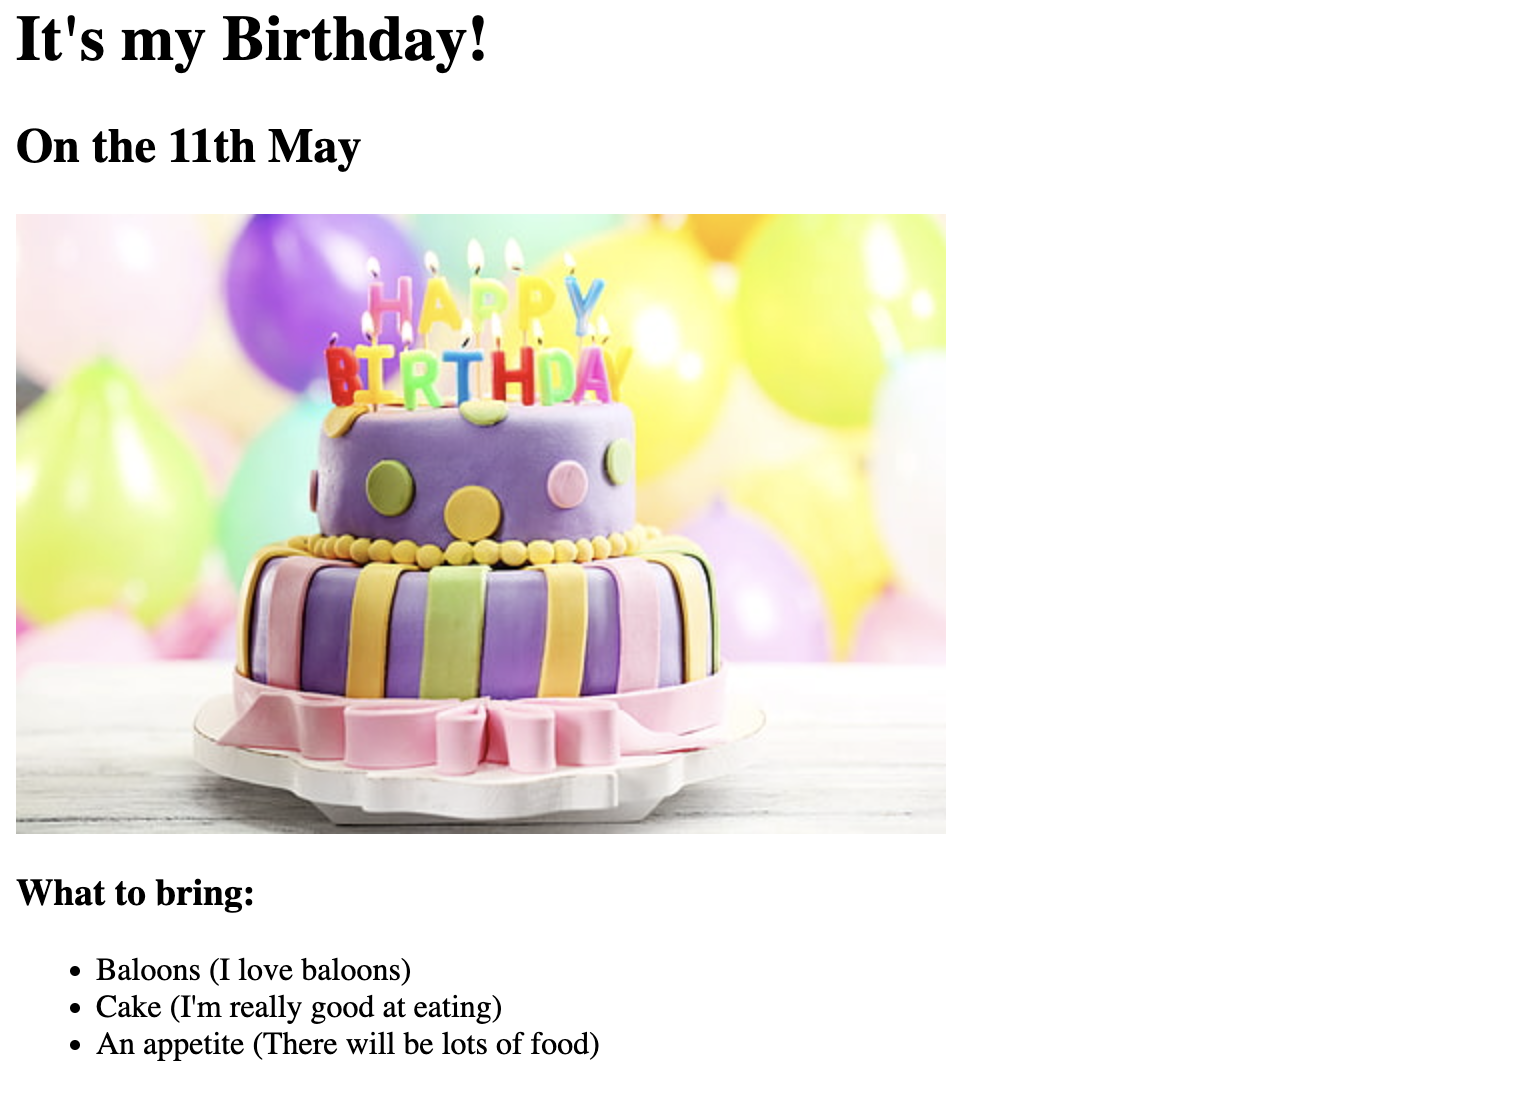 It's my Birthday!
On the 11th May
HAPPY
BIRTHDAY
What to bring:
Baloons (I love baloons)
Cake (I'm really good at eating)
An appetite (There will be lots of food)